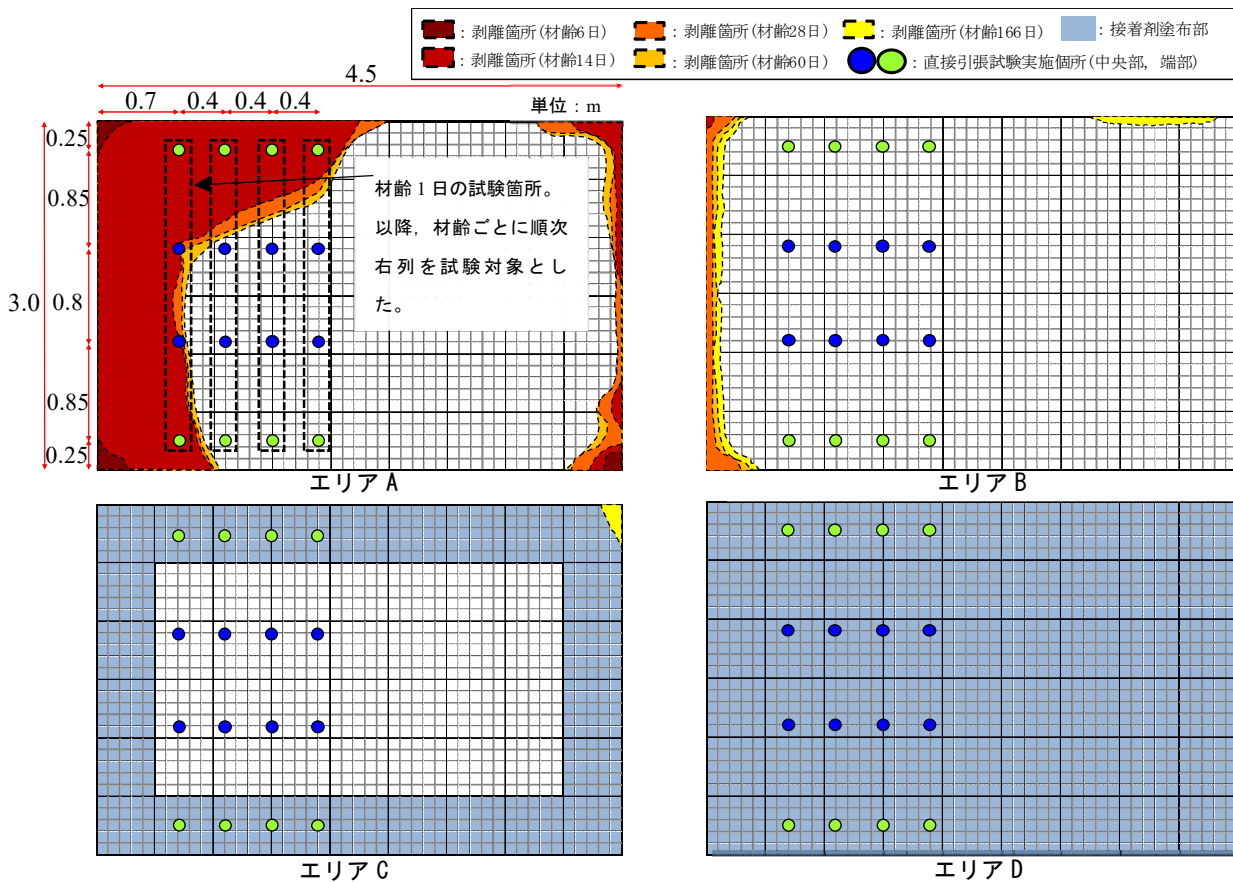 : 剥離箇所(材齢6日)
: 剥離箇所(材齢28日)
: 剥離箇所(材齢166日)
: 接着剤塗布部
: 剥離箇所(材齢14日)
: 剥離箇所(材齢60日)
: 直接引張試験実施個所(中央部, 端部)
4.5
0.7
0.4
0.4
0.4
単位：m
0.25
0.85
3.0
0.8
0.85
0.25
材齢1日の試験箇所。
以降，材齢ごとに順次
右列を試験対象とし
た。
エリアA
エリアB
エリアC
エリアD